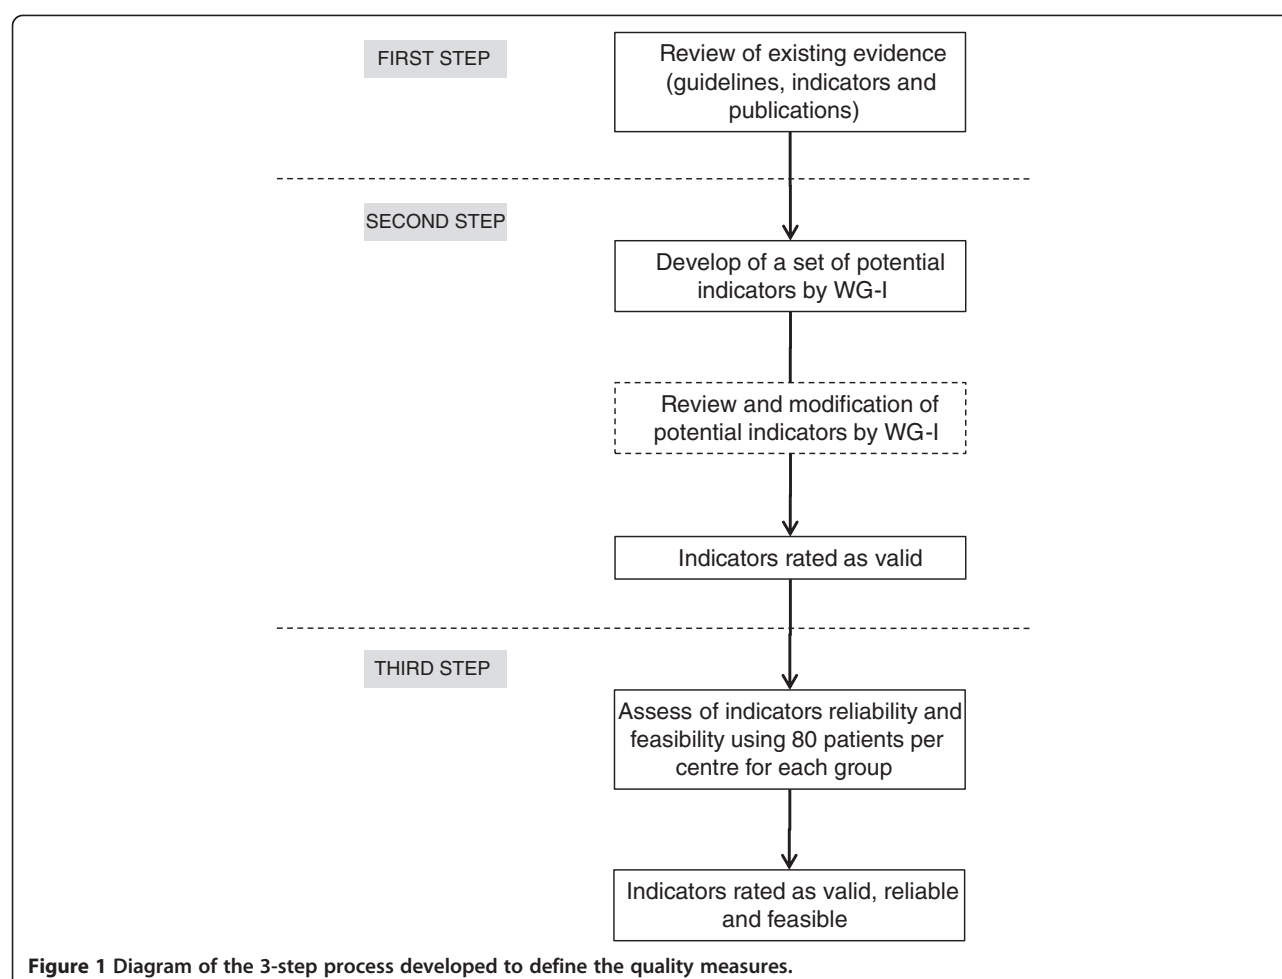 FIRST STEP
Review of existing evidence
(guidelines, indicators and
publications)
SECOND STEP
Develop of a set of potential
indicators by WG-I
Review and modification of
potential indicators by WG-I
Indicators rated as valid
THIRD STEP
Assess of indicators reliability and
feasibility using 80 patients per
centre for each group
Indicators rated as valid, reliable
and feasible
Figure 1 Diagram of the 3-step process developed to define the quality measures.